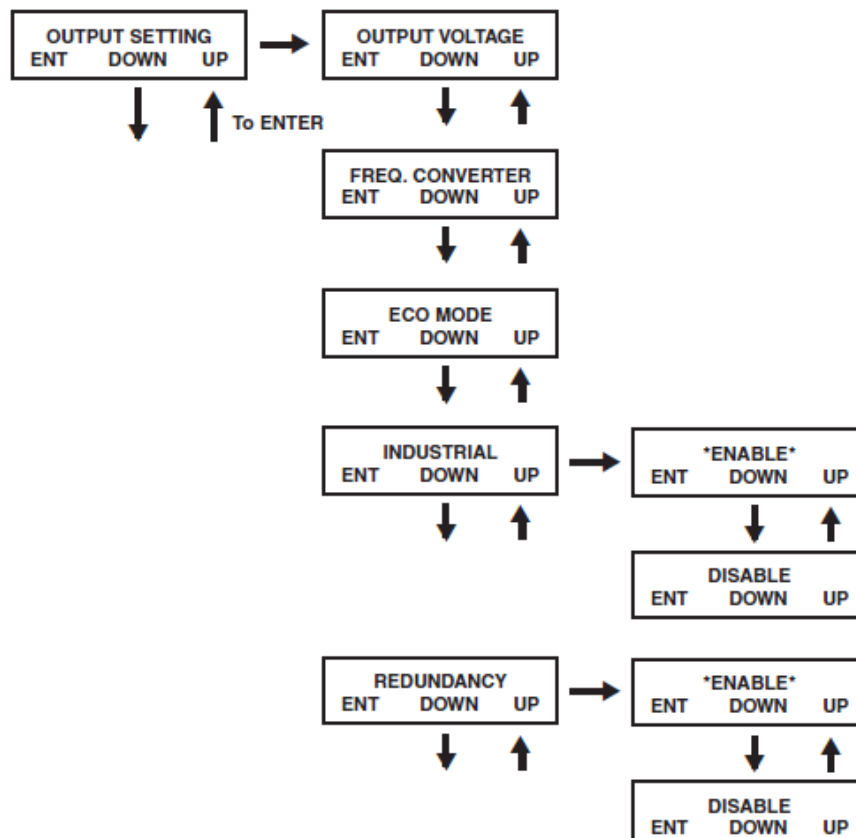 OUTPUT SETTING
ENT DOWN UP
To ENTER
OUTPUT VOLTAGE
ENT DOWN UP
FREQ. CONVERTER
ENT DOWN UP
ECO MODE
ENT DOWN UP
INDUSTRIAL
ENT DOWN UP
*ENABLE*
ENT DOWN UP
DISABLE
ENT DOWN UP
REDUNDANCY
ENT DOWN UP
*ENABLE*
ENT DOWN UP
DISABLE
ENT DOWN UP